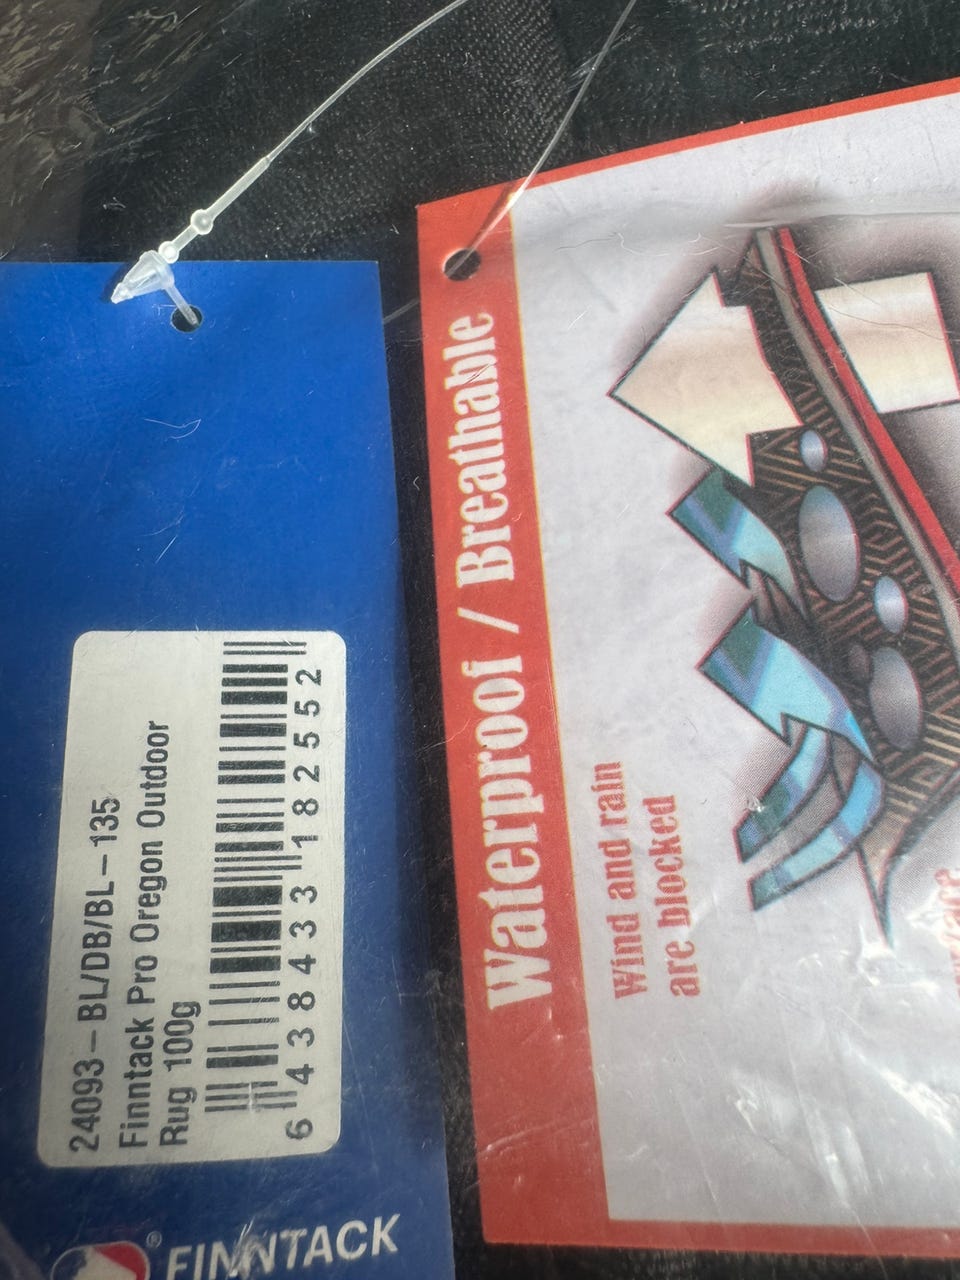 24093 – BL/DB/BL – 135
Finntack Pro Oregon Outdoor
Rug 100g
6 438433 182552
® FINNTACK
Waterproof / Breathable
Wind and rain
are blocked